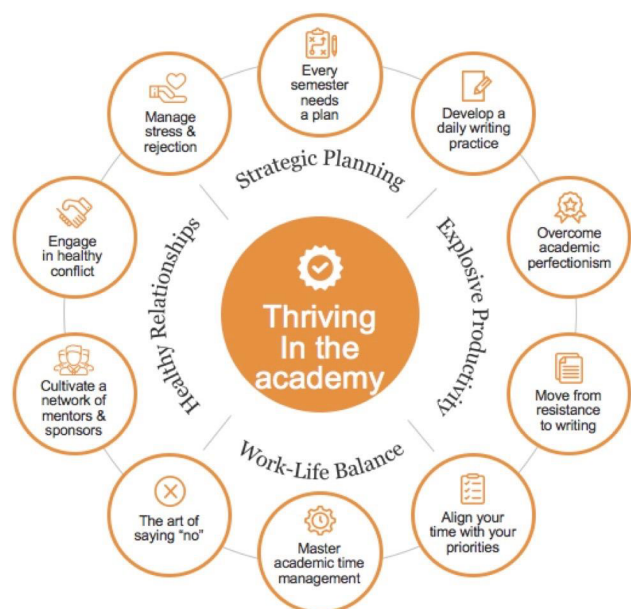 Thriving
In the
academy
Strategic Planning
Explosive Productivity
Work-Life Balance
Healthy Relationships
Every
semester
needs
a plan
Develop a
daily writing
practice
Overcome
academic
perfectionism
Move from
resistance
to writing
Align your
time with your
priorities
Master
academic time
management
The art of
saying “no”
Cultivate a
network of
mentors &
sponsors
Engage
in healthy
conflict
Manage
stress &
rejection